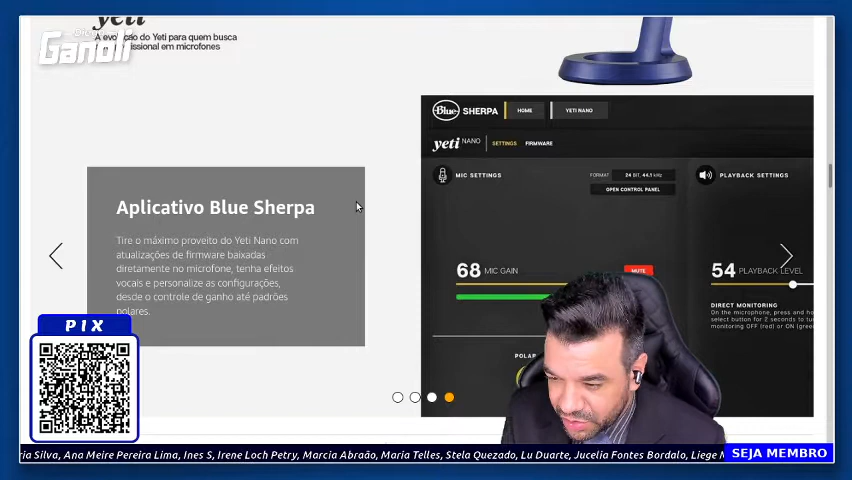 yeti
Ganoli
A evolução do Yeti para quem busca
profissional em microfones
Blue SHERPA HOME YETI NANO
yeti NANO SETTINGS FIRMWARE
MIC SETTINGS
FORMAT 24 BIT, 44.1 kHz
OPEN CONTROL PANEL
PLAYBACK SETTINGS
Aplicativo Blue Sherpa
Tire o máximo proveito do Yeti Nano com
atualizações de firmware baixadas
diretamente no microfone, tenha efeitos
vocais e personalize as configurações,
desde o controle de ganho até padrões
polares.
68 MIC GAIN
MUTE
54 PLAYBACK LEVEL
DIRECT MONITORING
On the microphone, press and ho
select button for 2 seconds to tur
monitoring OFF (red) or ON (green
POLAR
PIX
ria Silva, Ana Meire Pereira Lima, Ines S, Irene Loch Petry, Marcia Abraão, Maria Telles, Stela Quezado, Lu Duarte, Jucelia Fontes Bordalo, Liege
SEJA MEMBRO